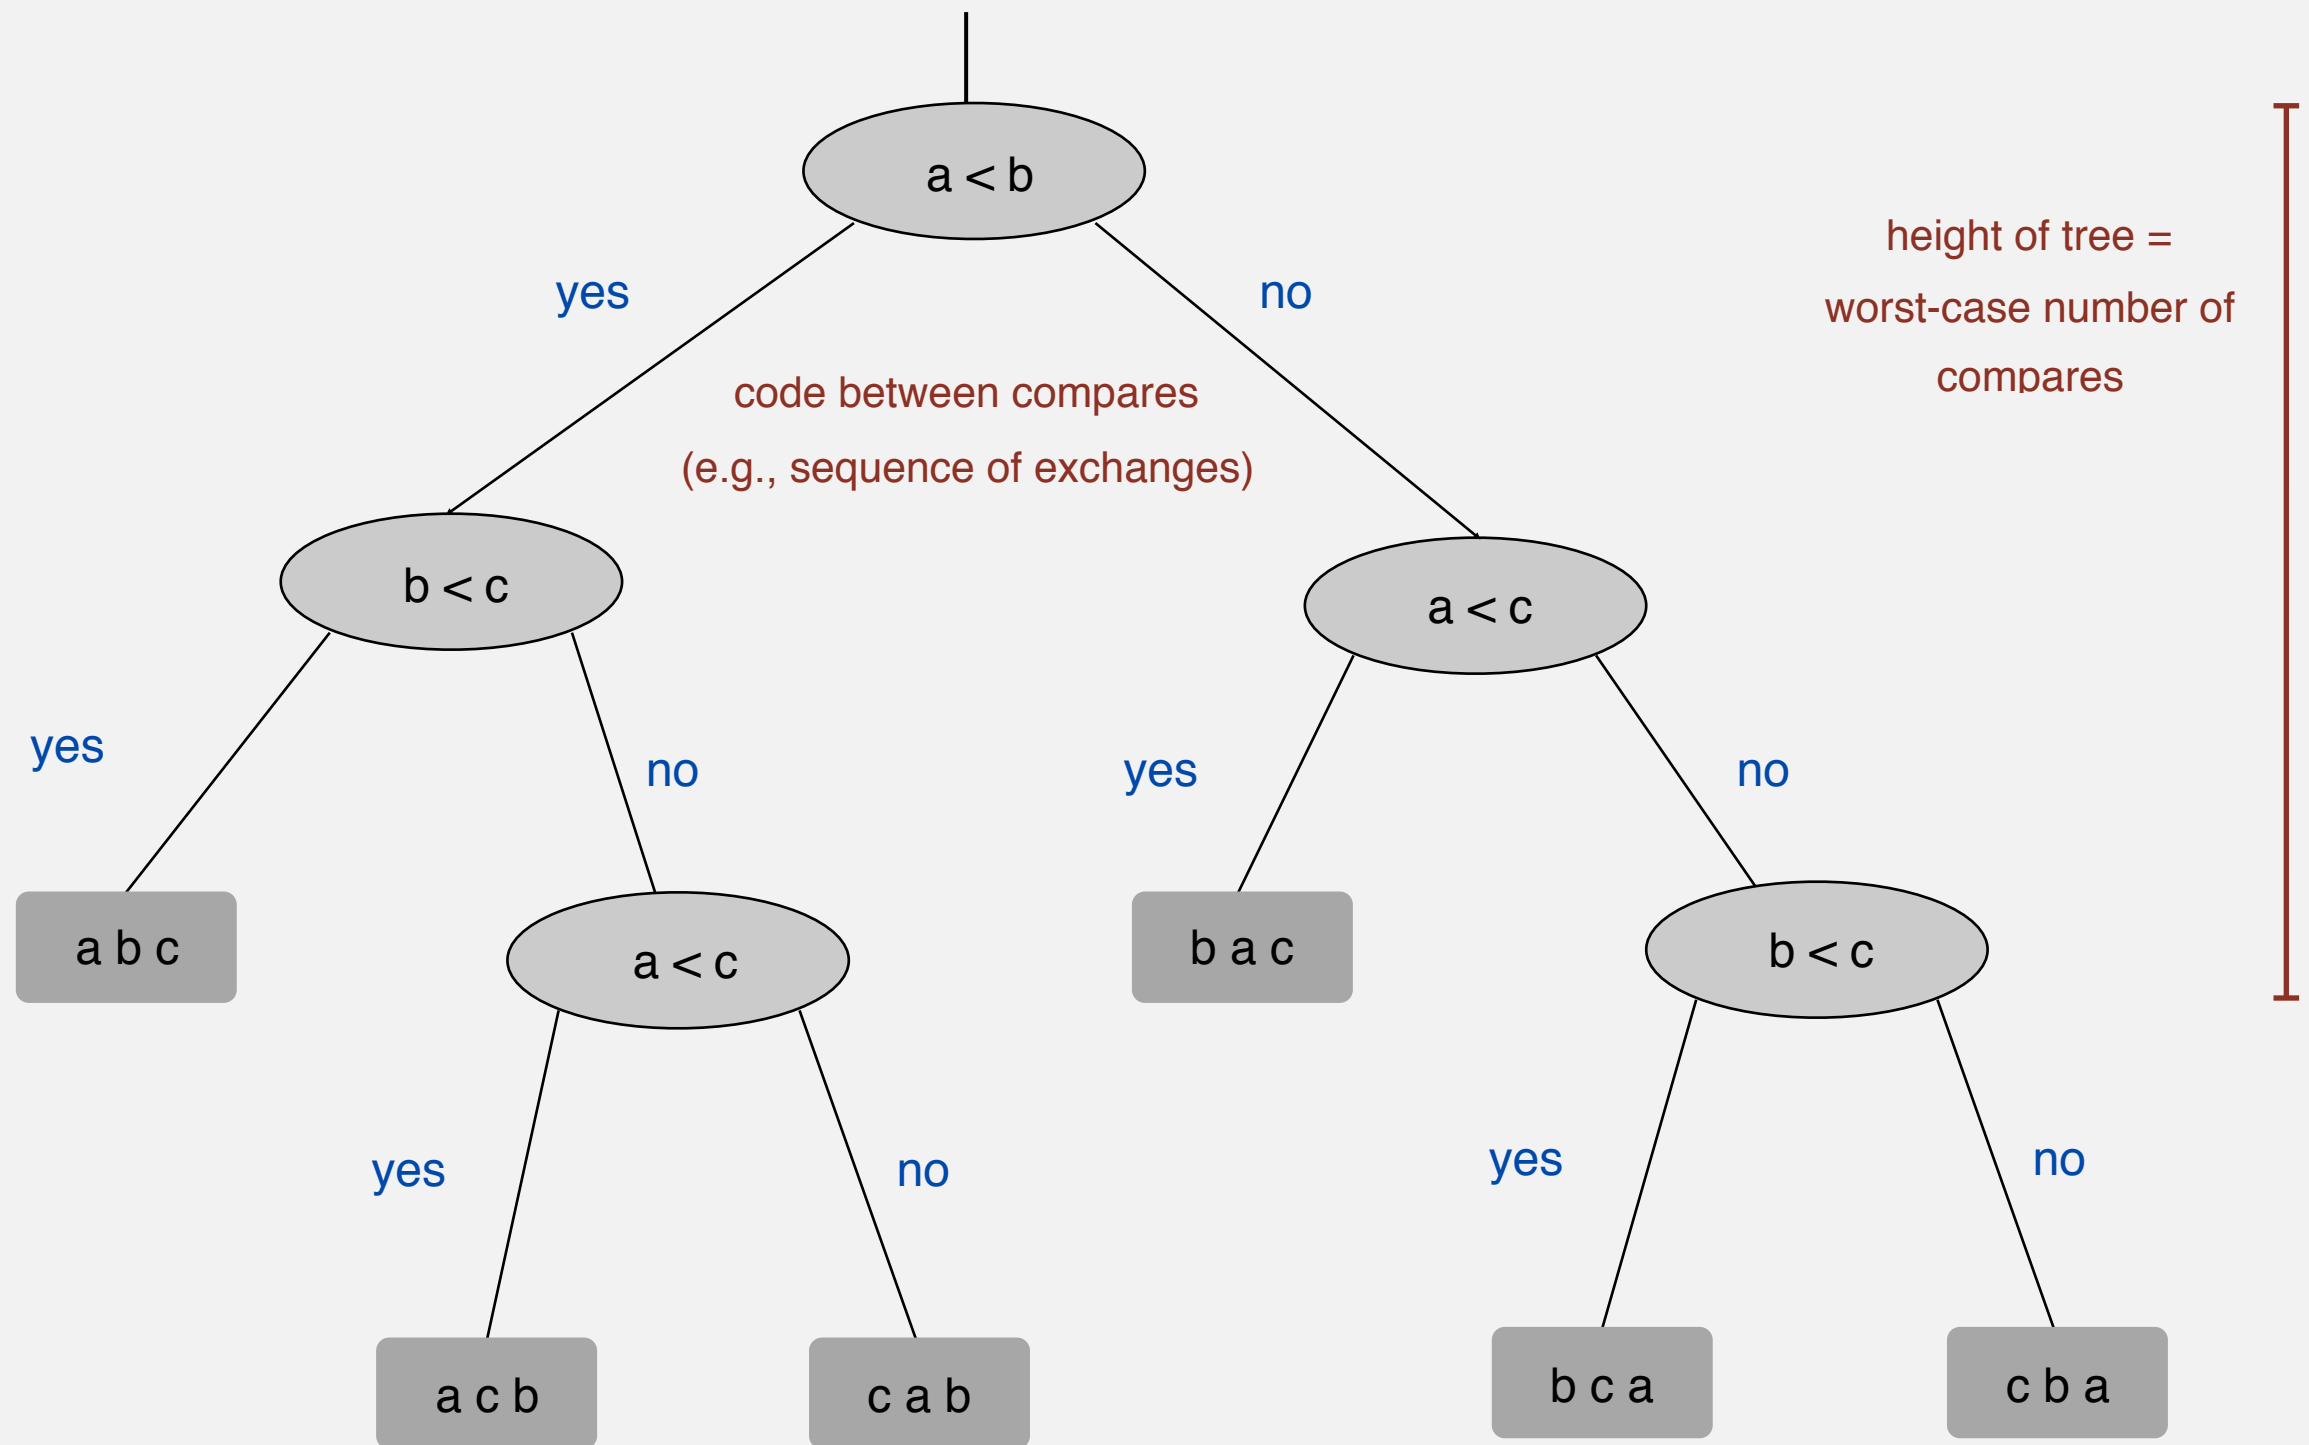 a < b
height of tree =
yes
no
worst-case number of
compares
code between compares
(e.g., sequence of exchanges)
b < c
a < c
yes
no
yes
no
a b c
a < c
b a c
b < c
yes
no
yes
no
a c b
c a b
b c a
c b a